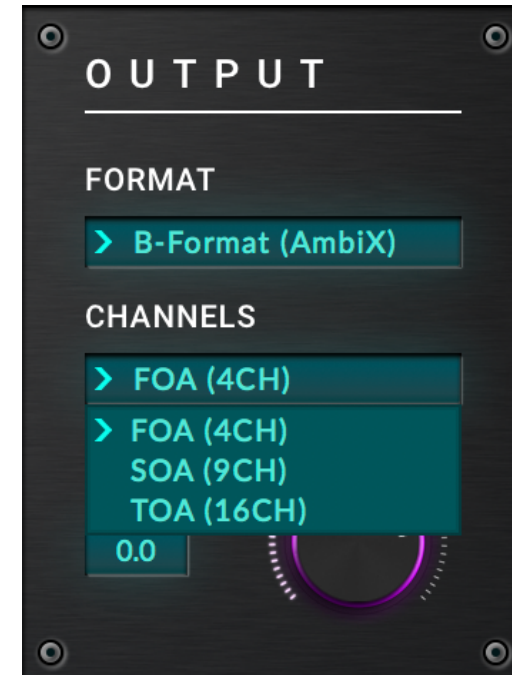 OUTPUT
FORMAT
B-Format (AmbiX)
CHANNELS
FOA (4CH)
FOA (4CH)
SOA (9CH)
TOA (16CH)
0.0